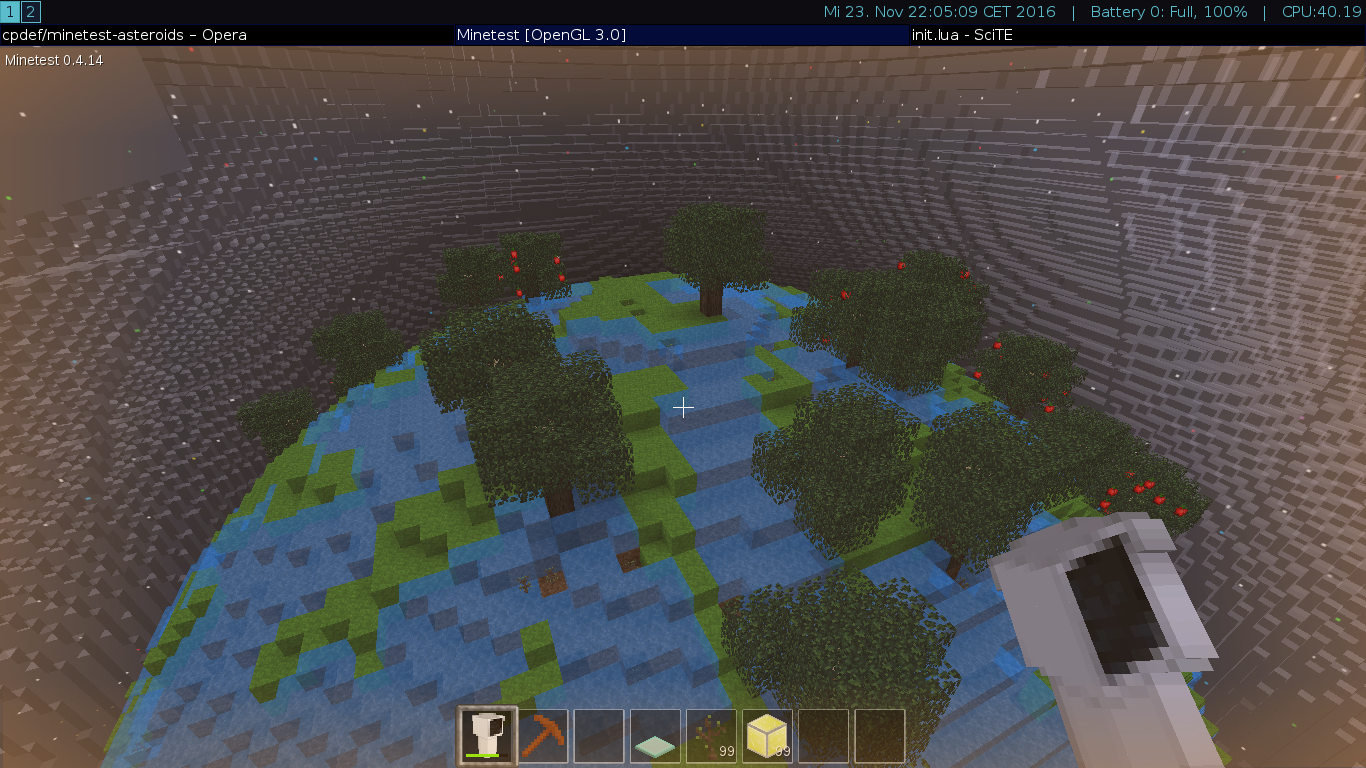 1 2 Mi 23. Nov 22:05:09 CET 2016 | Battery 0: Full, 100% | CPU:40.19
cpdef/minetest-asteroids – Opera Minetest [OpenGL 3.0] init.lua - SciTE
Minetest 0.4.14
99 99